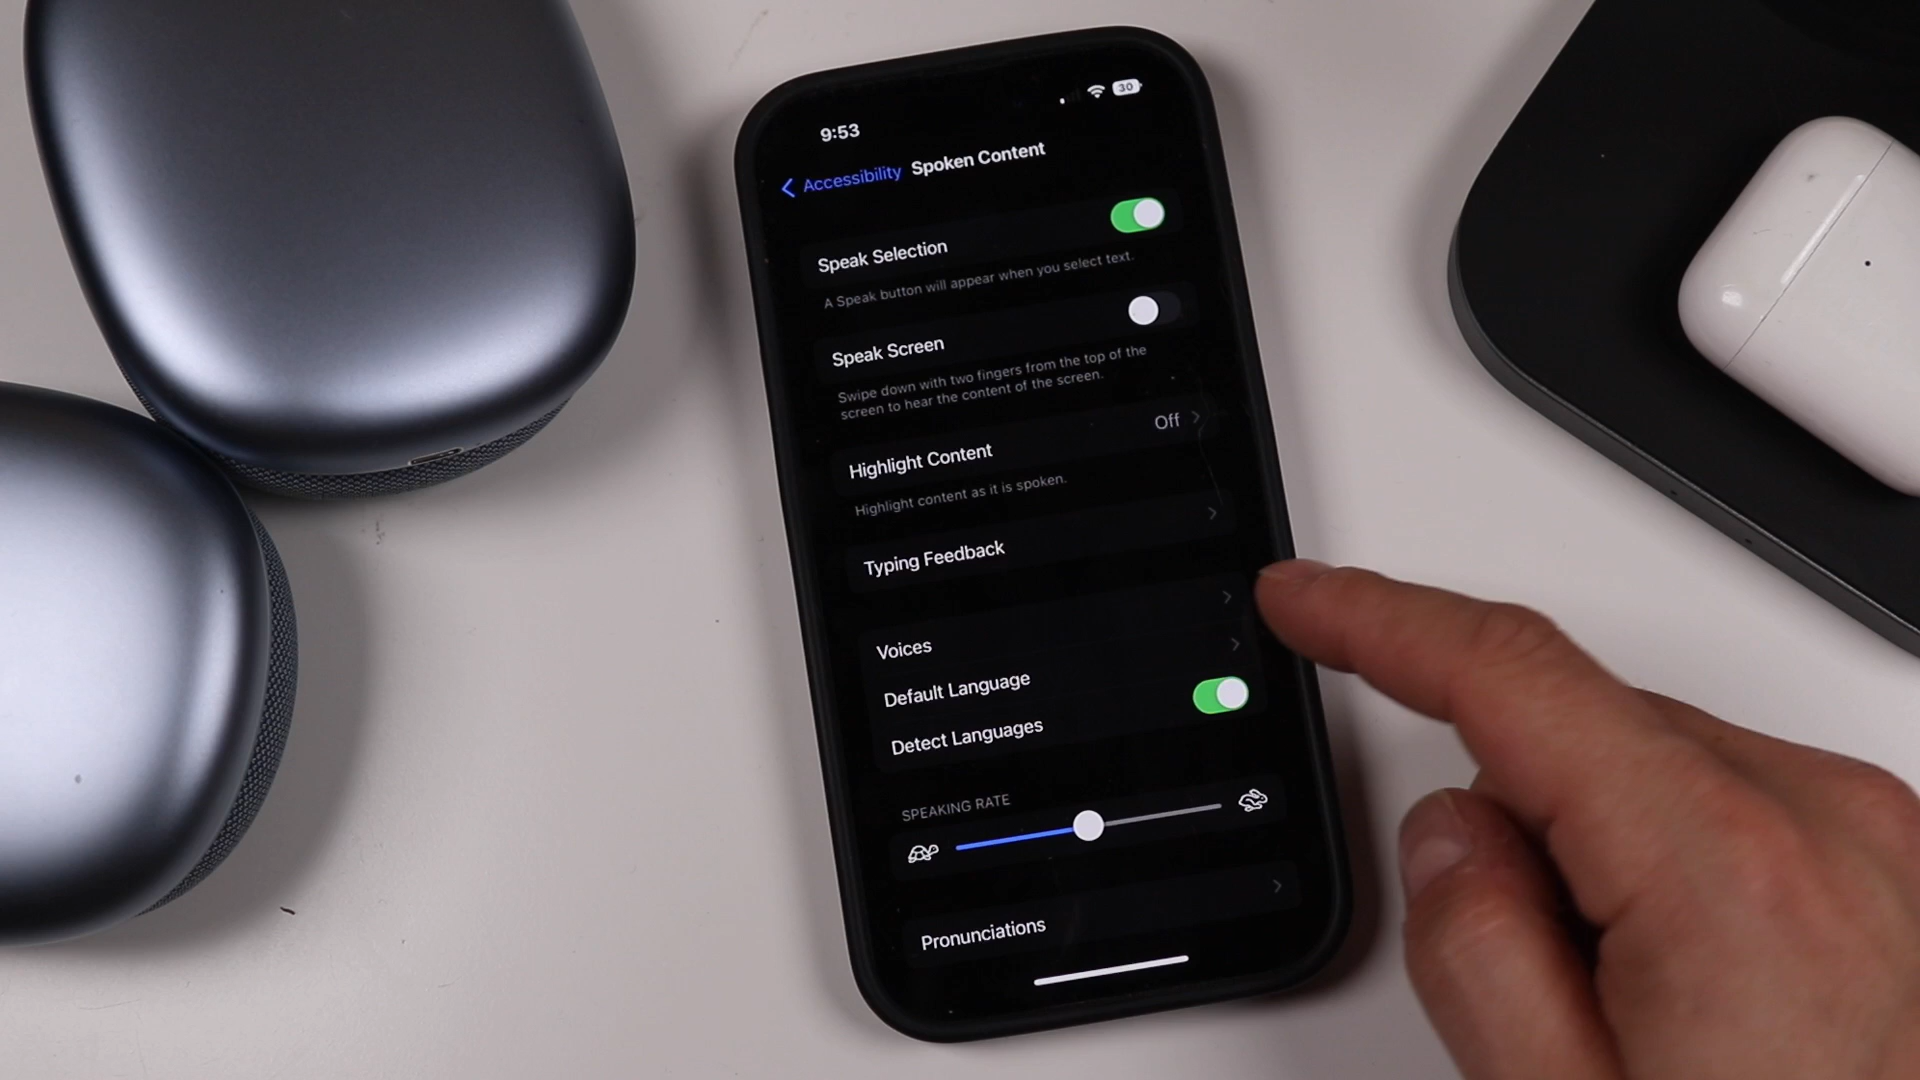 9:53
30
Accessibility Spoken Content
Speak Selection
A Speak button will appear when you select text.
Speak Screen
Swipe down with two fingers from the top of the
screen to hear the content of the screen.
Highlight Content Off
Highlight content as it is spoken.
Typing Feedback
Voices
Default Language
Detect Languages
SPEAKING RATE
Pronunciations